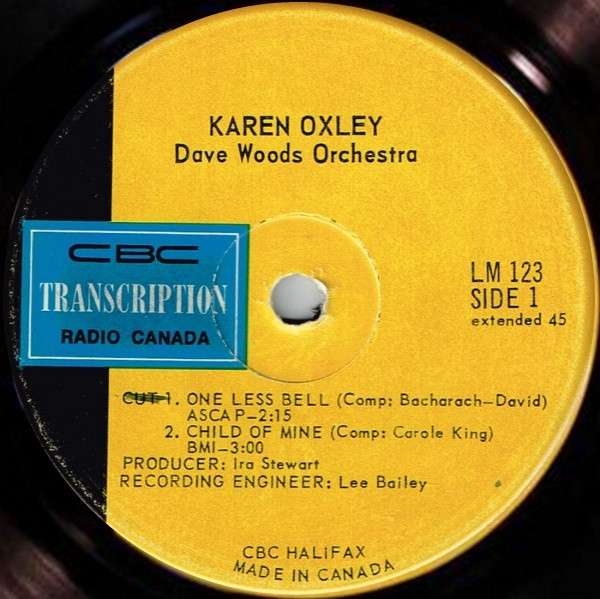 KAREN OXLEY
Dave Woods Orchestra
CBC
TRANSCRIPTION
RADIO CANADA
LM 123
SIDE 1
extended 45
CUT 1. ONE LESS BELL (Comp: Bacharach-David)
ASCAP-2:15
2. CHILD OF MINE (Comp: Carole King)
BMI-3:00
PRODUCER: Ira Stewart
RECORDING ENGINEER: Lee Bailey
CBC HALIFAX
MADE IN CANADA